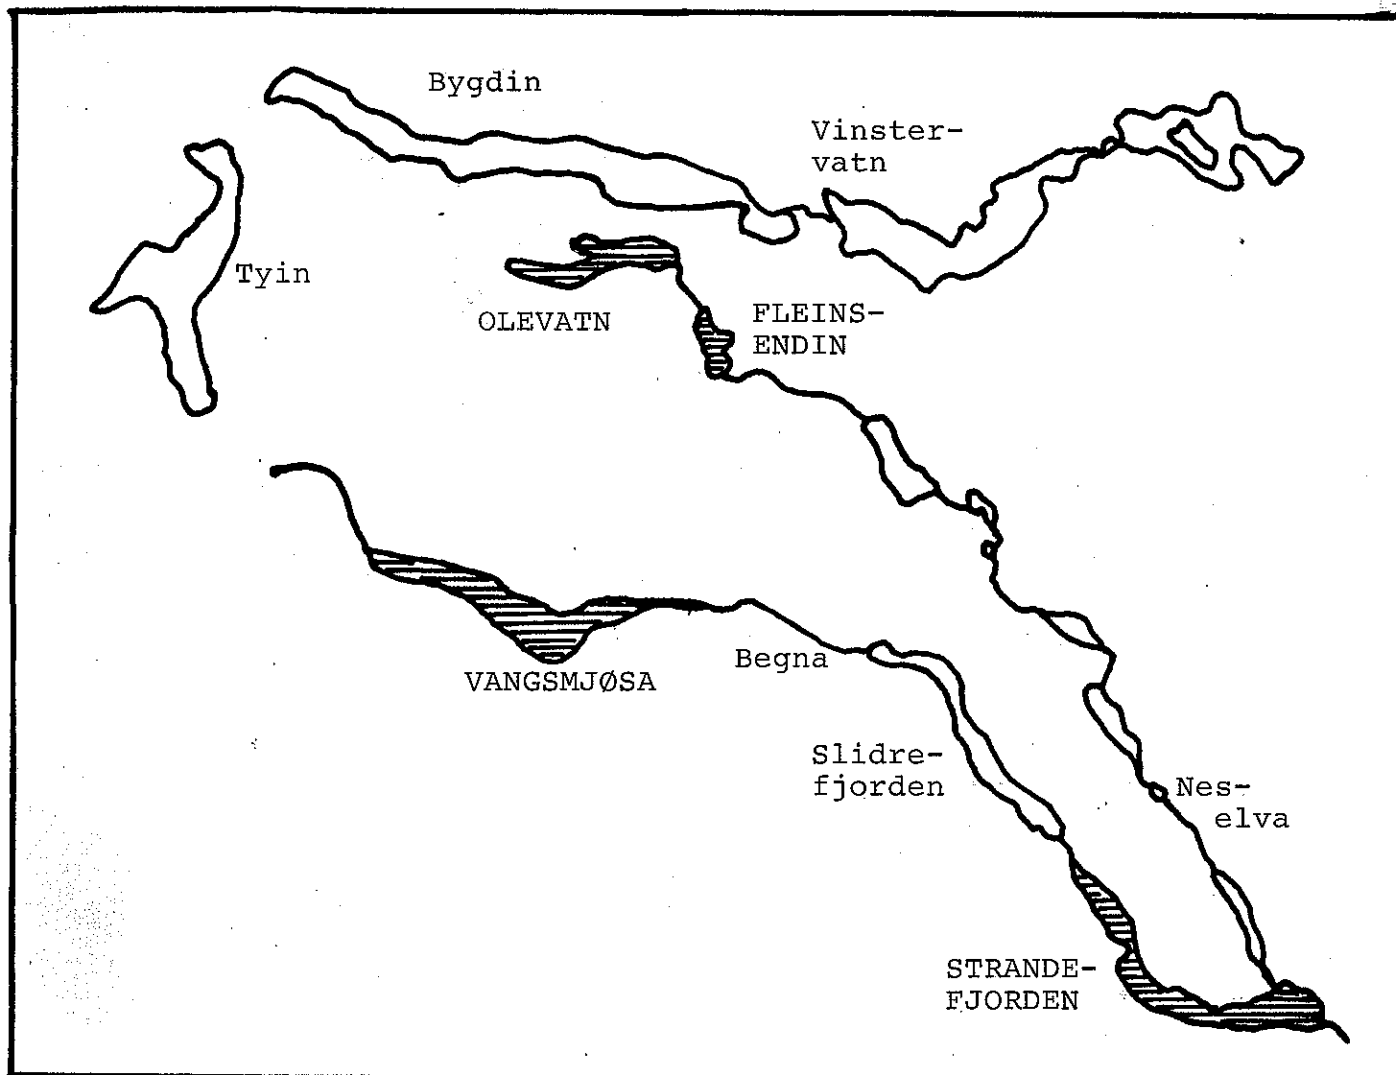 Bygdin
Vinster-
vatn
Tyin
OLEVATN
FLEINS-
ENDIN
Begna
VANGSMJØSA
Slidre-
fjorden
Nes-
elva
STRANDE-
FJORDEN